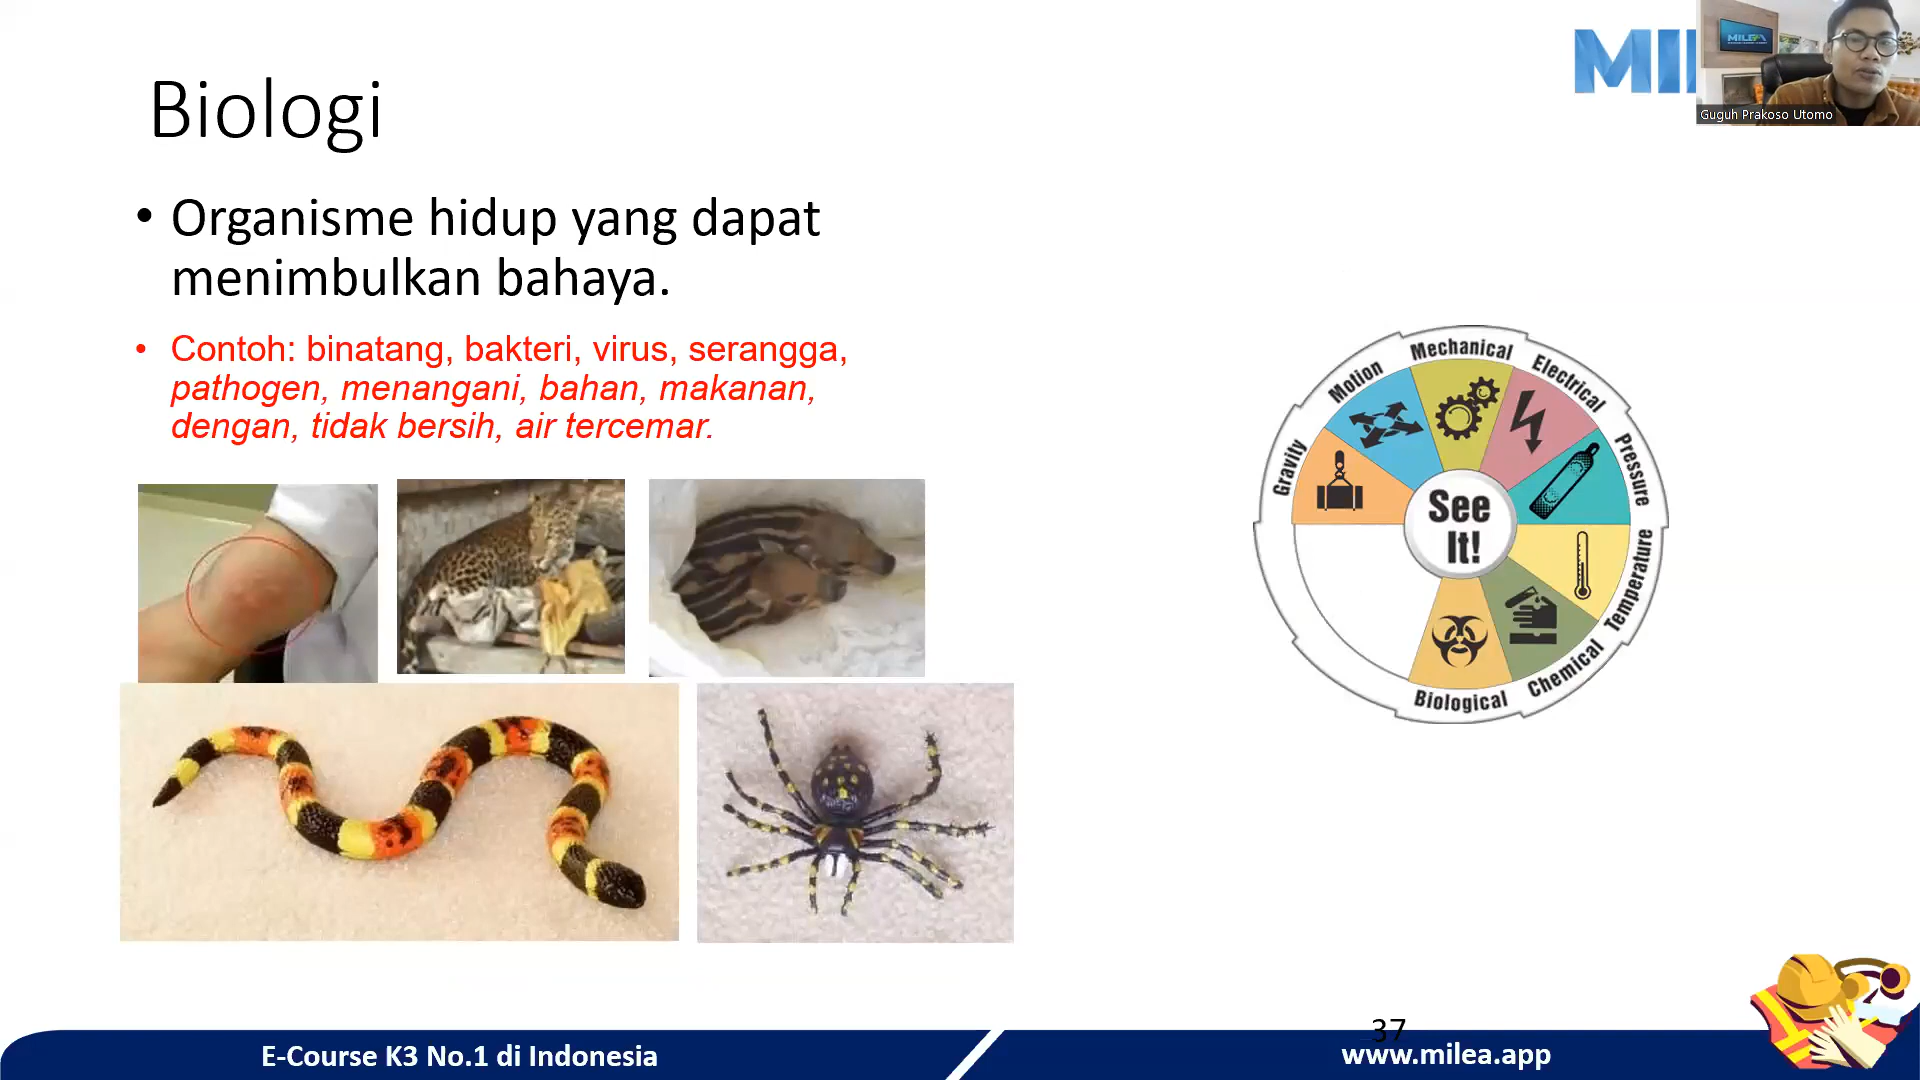 Biologi
MILEA
Guguh Prakoso Utomo
• Organisme hidup yang dapat
menimbulkan bahaya.
• Contoh: binatang, bakteri, virus, serangga,
pathogen, menangani, bahan, makanan,
dengan, tidak bersih, air tercemar.
Gravity
Motion
Mechanical
Electrical
Pressure
Temperature
Chemical
Biological
See
It!
37
E-Course K3 No.1 di Indonesia
www.milea.app